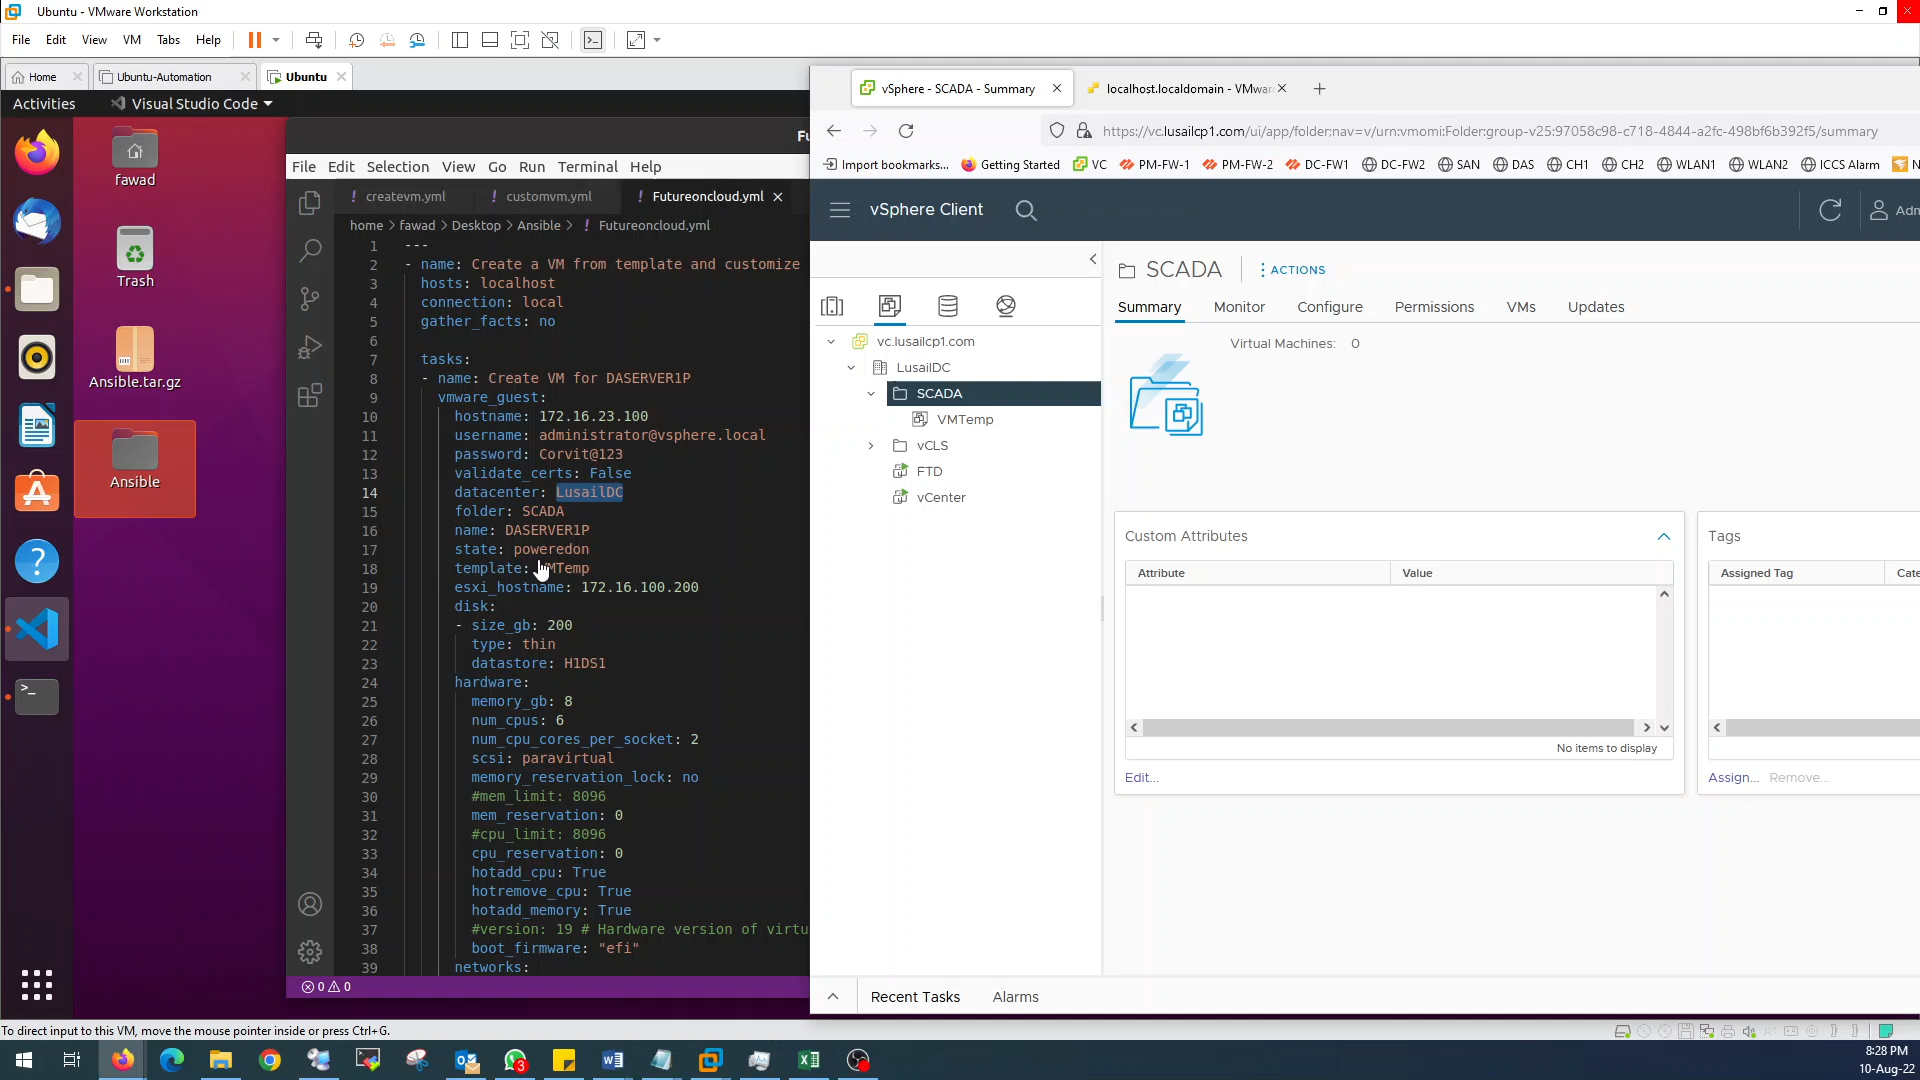 Ubuntu - VMware Workstation
File Edit View VM Tabs Help
Home Ubuntu-Automation Ubuntu
Activities Visual Studio Code
fawad
Trash
Ansible.tar.gz
Ansible
File Edit Selection View Go Run Terminal Help
createvm.yml customvm.yml Futureoncloud.yml
home > fawad > Desktop > Ansible > ! Futureoncloud.yml
1 ---
2 - name: Create a VM from template and customize
3 hosts: localhost
4 connection: local
5 gather_facts: no
6
7 tasks:
8 - name: Create VM for DASERVER1P
9 vmware_guest:
10 hostname: 172.16.23.100
11 username: administrator@vsphere.local
12 password: Corvit@123
13 validate_certs: False
14 datacenter: LusailDC
15 folder: SCADA
16 name: DASERVER1P
17 state: poweredon
18 template: VMTemp
19 esxi_hostname: 172.16.100.200
20 disk:
21 - size_gb: 200
22 type: thin
23 datastore: H1DS1
24 hardware:
25 memory_gb: 8
26 num_cpus: 6
27 num_cpu_cores_per_socket: 2
28 scsi: paravirtual
29 memory_reservation_lock: no
30 #mem_limit: 8096
31 mem_reservation: 0
32 #cpu_limit: 8096
33 cpu_reservation: 0
34 hotadd_cpu: True
35 hotremove_cpu: True
36 hotadd_memory: True
37 #version: 19 # Hardware version of virtu
38 boot_firmware: "efi"
39 networks:
0 0
vSphere - SCADA - Summary localhost.localdomain - VMwar
https://vc.lusailcp1.com/ui/app/folder;nav=v/urn:vmomi:Folder:group-v25:97058c98-c718-4844-a2fc-498bf6b392f5/summary
Import bookmarks... Getting Started VC PM-FW-1 PM-FW-2 DC-FW1 DC-FW2 SAN DAS CH1 CH2 WLAN1 WLAN2 ICCS Alarm N
vSphere Client
Adm
vc.lusailcp1.com
LusailDC
SCADA
VMTemp
vCLS
FTD
vCenter
SCADA ACTIONS
Summary Monitor Configure Permissions VMs Updates
Virtual Machines: 0
Custom Attributes
Attribute Value
No items to display
Edit...
Tags
Assigned Tag Cate
Assign... Remove...
Recent Tasks Alarms
To direct input to this VM, move the mouse pointer inside or press Ctrl+G.
3
8:28 PM
10-Aug-22